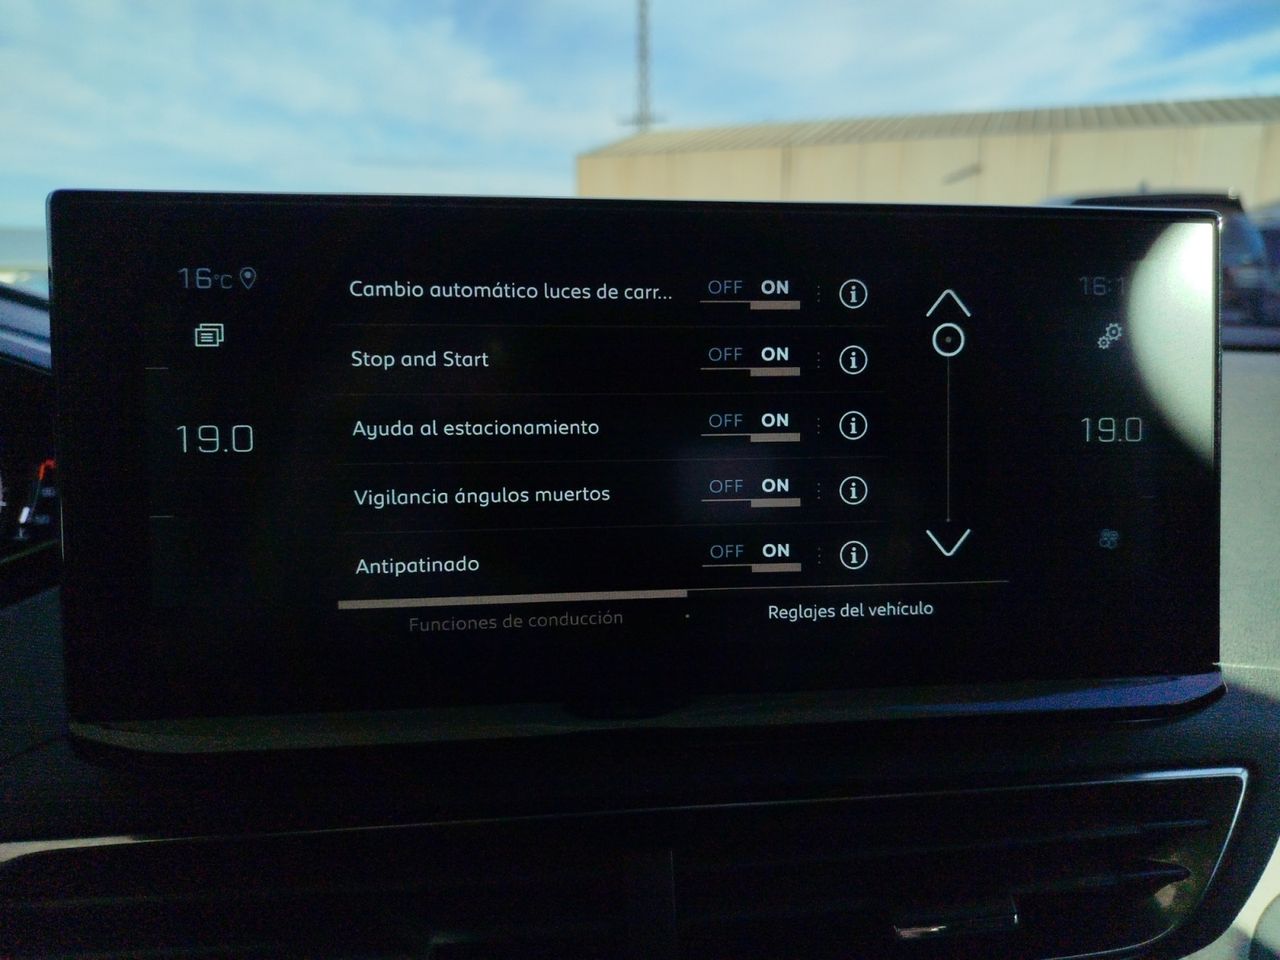 16°C
Cambio automático luces de carr...
OFF ON
Stop and Start
OFF ON
19.0
Ayuda al estacionamiento
OFF ON
19.0
Vigilancia ángulos muertos
OFF ON
Antipatinado
OFF ON
Funciones de conducción
Reglajes del vehículo